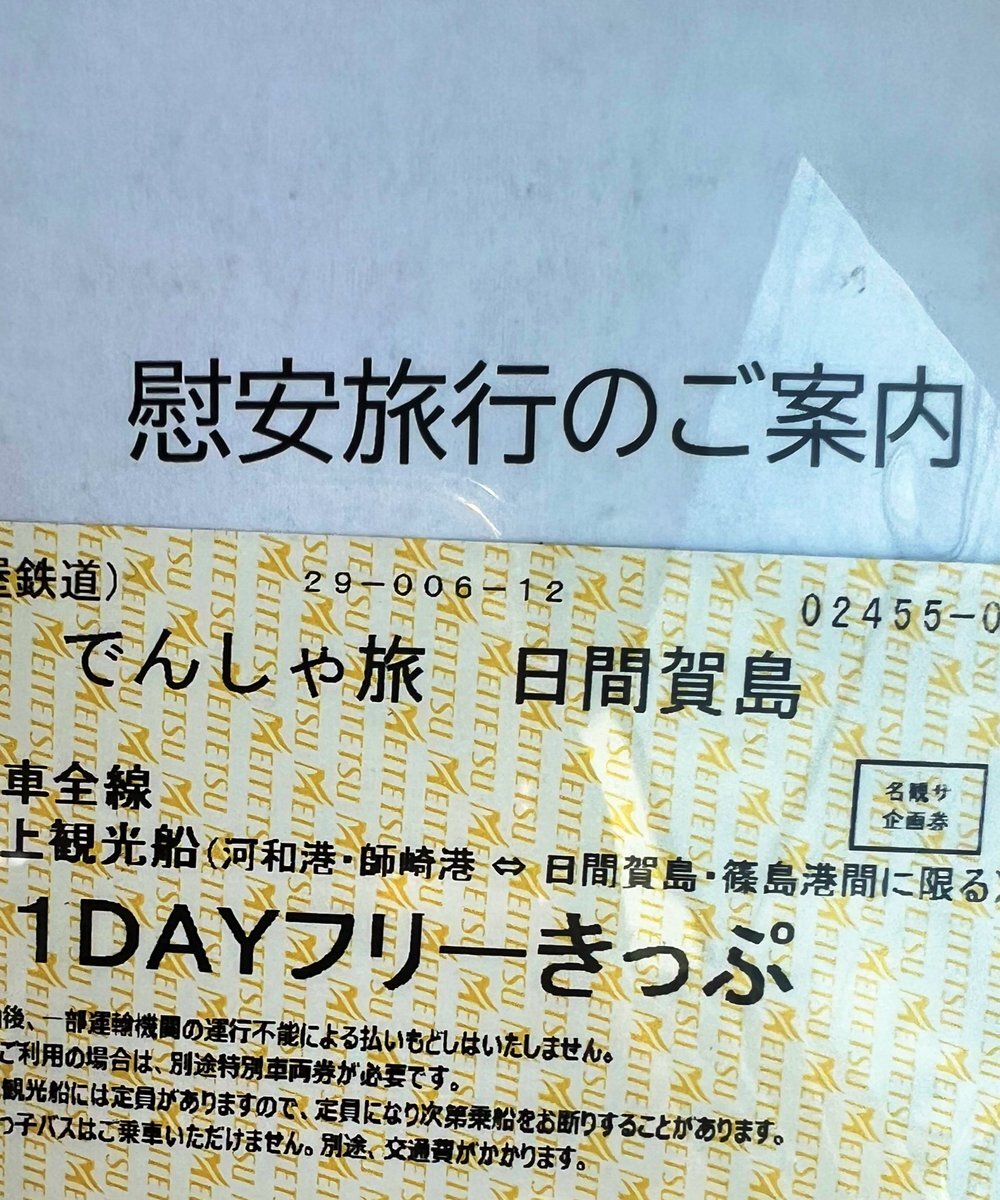 慰安旅行のご案内
屋鉄道)
29-006-12
02455-0
でんしゃ旅 日間賀島
車全線
名観サ
企画券
上観光船(河和港・師崎港 ⇔ 日間賀島・篠島港間に限る)
1DAYフリーきっぷ
後、一部運輸機関の運行不能による払いもどしはいたしません。
ご利用の場合は、別途特別車両券が必要です。
観光船には定員がありますので、定員になり次第乗船をお断りすることがあります。
っ子バスはご乗車いただけません。別途、交通費がかかります。
MEITETSU